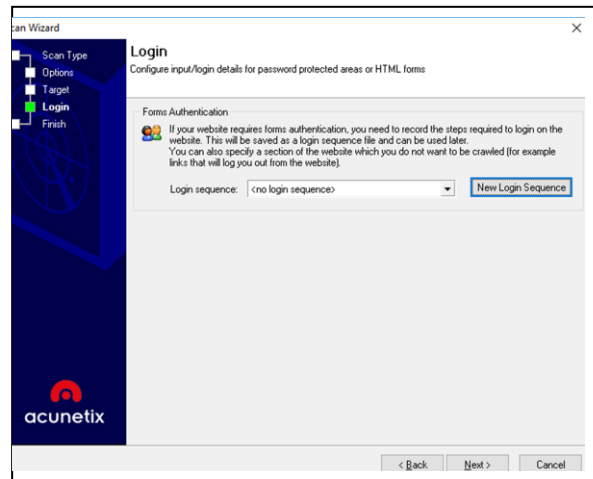 can Wizard
Scan Type
Options
Target
Login
Finish
Login
Configure input/login details for password protected areas or HTML forms
Forms Authentication
If your website requires forms authentication, you need to record the steps required to login on the
website. This will be saved as a login sequence file and can be used later.
You can also specify a section of the website which you do not want to be crawled (for example
links that will log you out from the website).
Login sequence: <no login sequence> New Login Sequence
acunetix
< Back Next > Cancel